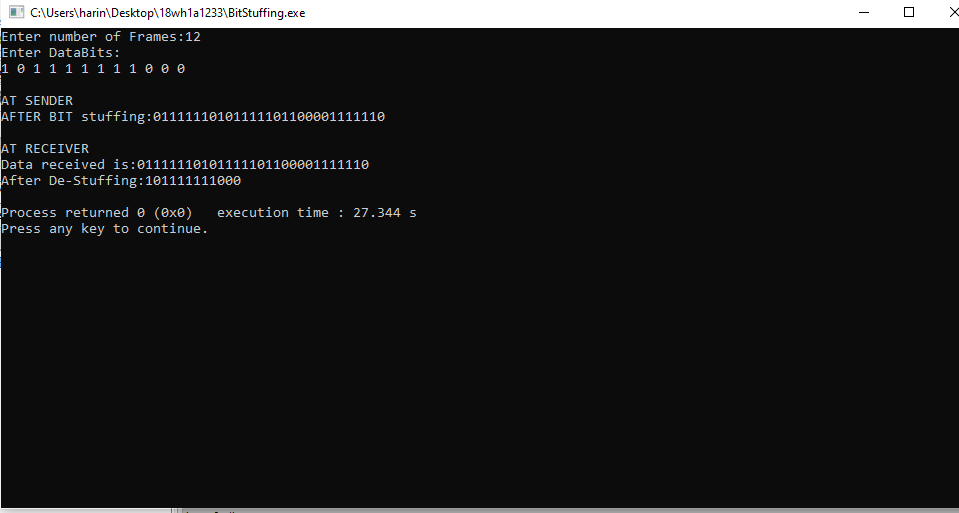 C:\Users\harin\Desktop\18wh1a1233\BitStuffing.exe
Enter number of Frames:12
Enter DataBits:
1 0 1 1 1 1 1 1 1 0 0 0
AT SENDER
AFTER BIT stuffing:01111110101111101100001111110
AT RECEIVER
Data received is:01111110101111101100001111110
After De-Stuffing:101111111000
Process returned 0 (0x0)   execution time : 27.344 s
Press any key to continue.